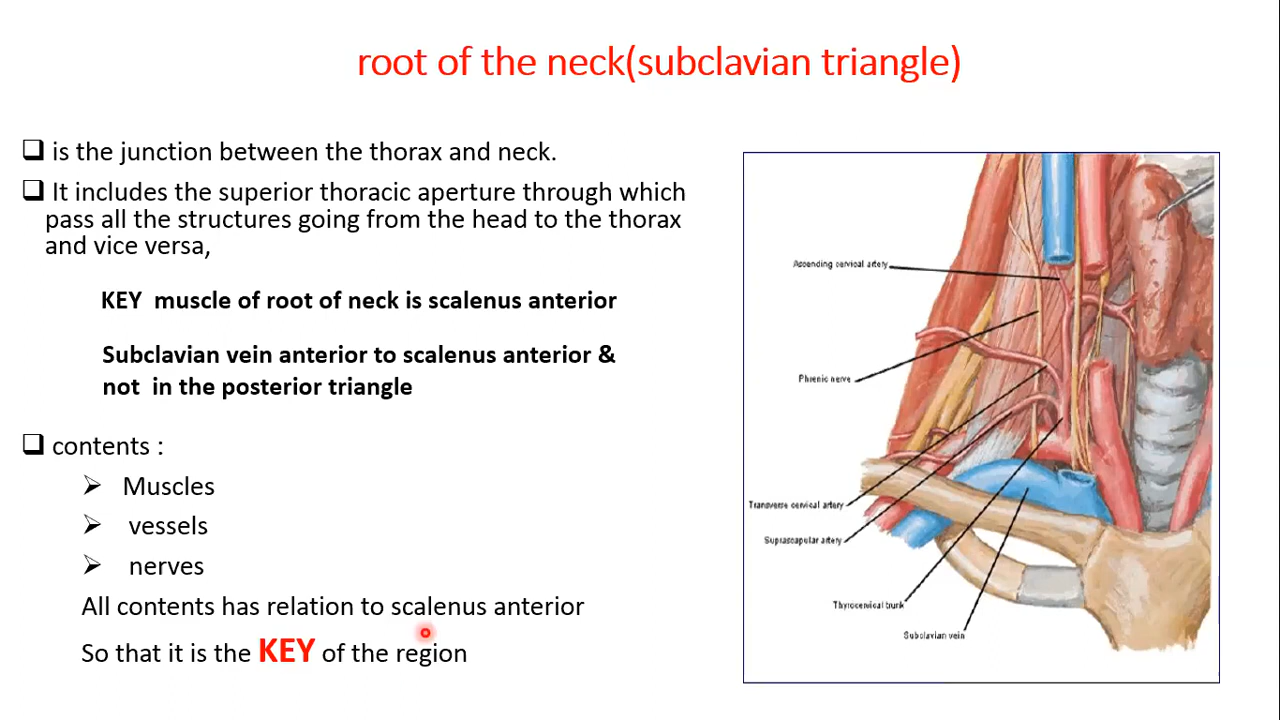 root of the neck(subclavian triangle)
is the junction between the thorax and neck.
It includes the superior thoracic aperture through which
pass all the structures going from the head to the thorax
and vice versa,
KEY muscle of root of neck is scalenus anterior
Subclavian vein anterior to scalenus anterior &
not in the posterior triangle
contents :
Muscles
vessels
nerves
All contents has relation to scalenus anterior
So that it is the KEY of the region
Ascending cervical artery
Phrenic nerve
Transverse cervical artery
Suprascapular artery
Thyrocervical trunk
Subclavian vein